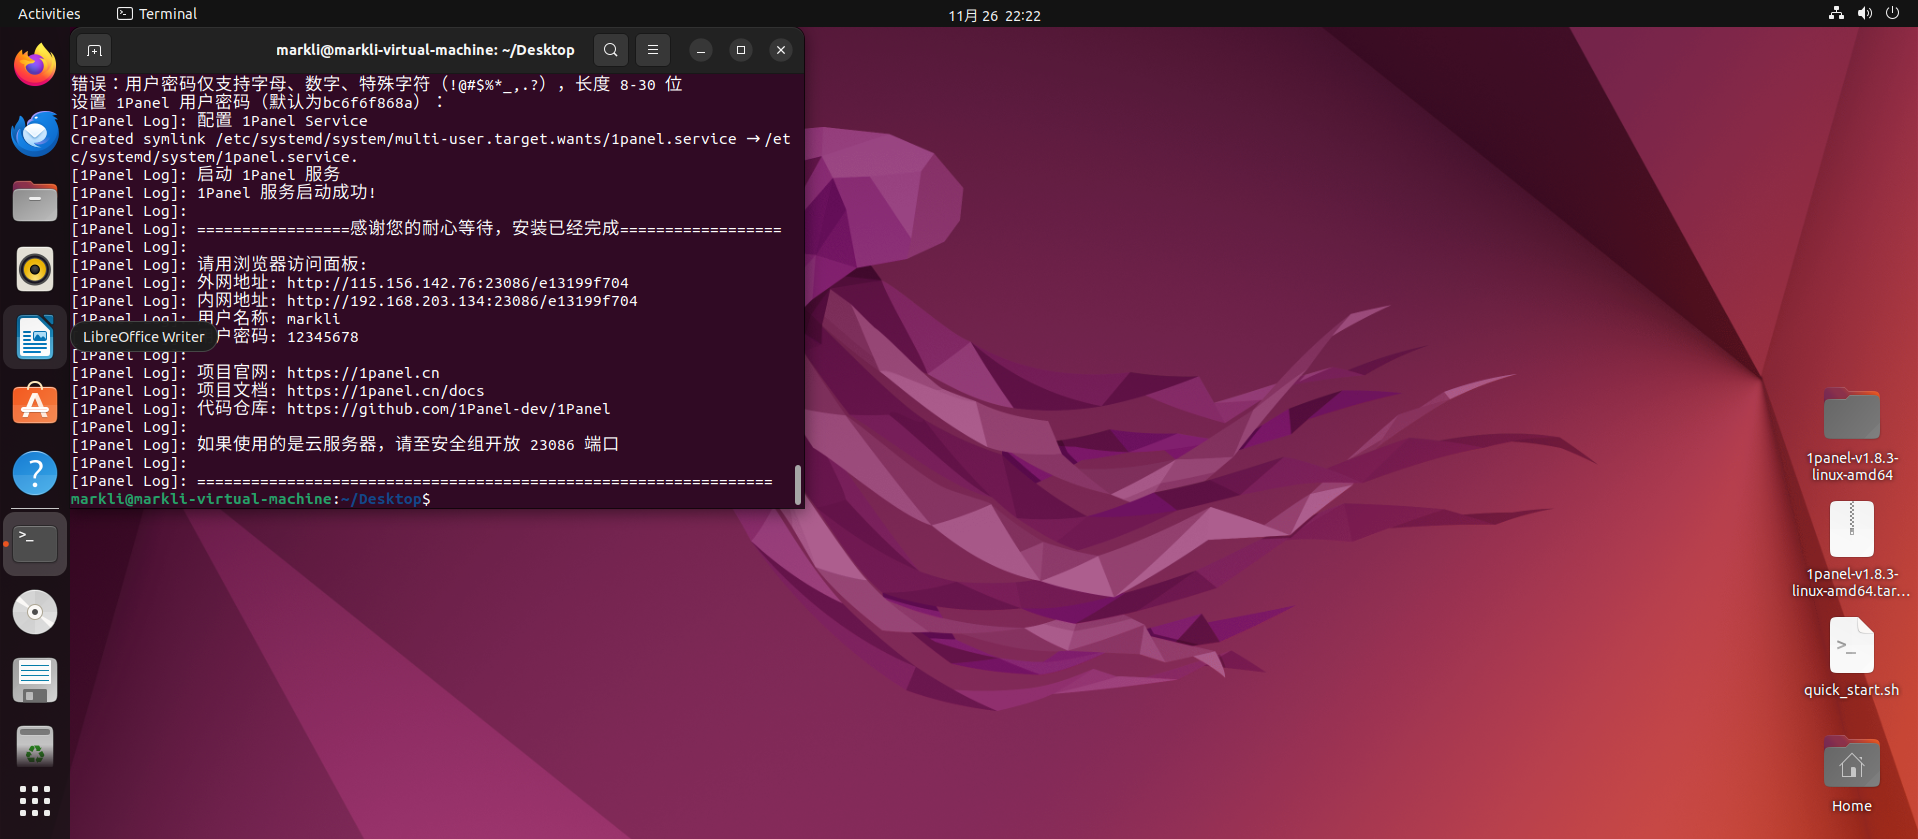 Activities
Terminal
11月 26 22:22
markli@markli-virtual-machine: ~/Desktop
错误：用户密码仅支持字母、数字、特殊字符（!@#$%*_,.?），长度 8-30 位
设置 1Panel 用户密码（默认为bc6f6f868a）：
[1Panel Log]: 配置 1Panel Service
Created symlink /etc/systemd/system/multi-user.target.wants/1panel.service → /et
c/systemd/system/1panel.service.
[1Panel Log]: 启动 1Panel 服务
[1Panel Log]: 1Panel 服务启动成功!
[1Panel Log]:
[1Panel Log]: =================感谢您的耐心等待，安装已经完成==================
[1Panel Log]:
[1Panel Log]: 请用浏览器访问面板:
[1Panel Log]: 外网地址: http://115.156.142.76:23086/e13199f704
[1Panel Log]: 内网地址: http://192.168.203.134:23086/e13199f704
[1Panel Log]: 用户名称: markli
LibreOffice Writer
户密码: 12345678
[1Panel Log]:
[1Panel Log]: 项目官网: https://1panel.cn
[1Panel Log]: 项目文档: https://1panel.cn/docs
[1Panel Log]: 代码仓库: https://github.com/1Panel-dev/1Panel
[1Panel Log]:
[1Panel Log]: 如果使用的是云服务器，请至安全组开放 23086 端口
[1Panel Log]:
[1Panel Log]: ================================================================
markli@markli-virtual-machine:~/Desktop$
1panel-v1.8.3-
linux-amd64
1panel-v1.8.3-
linux-amd64.tar...
quick_start.sh
Home